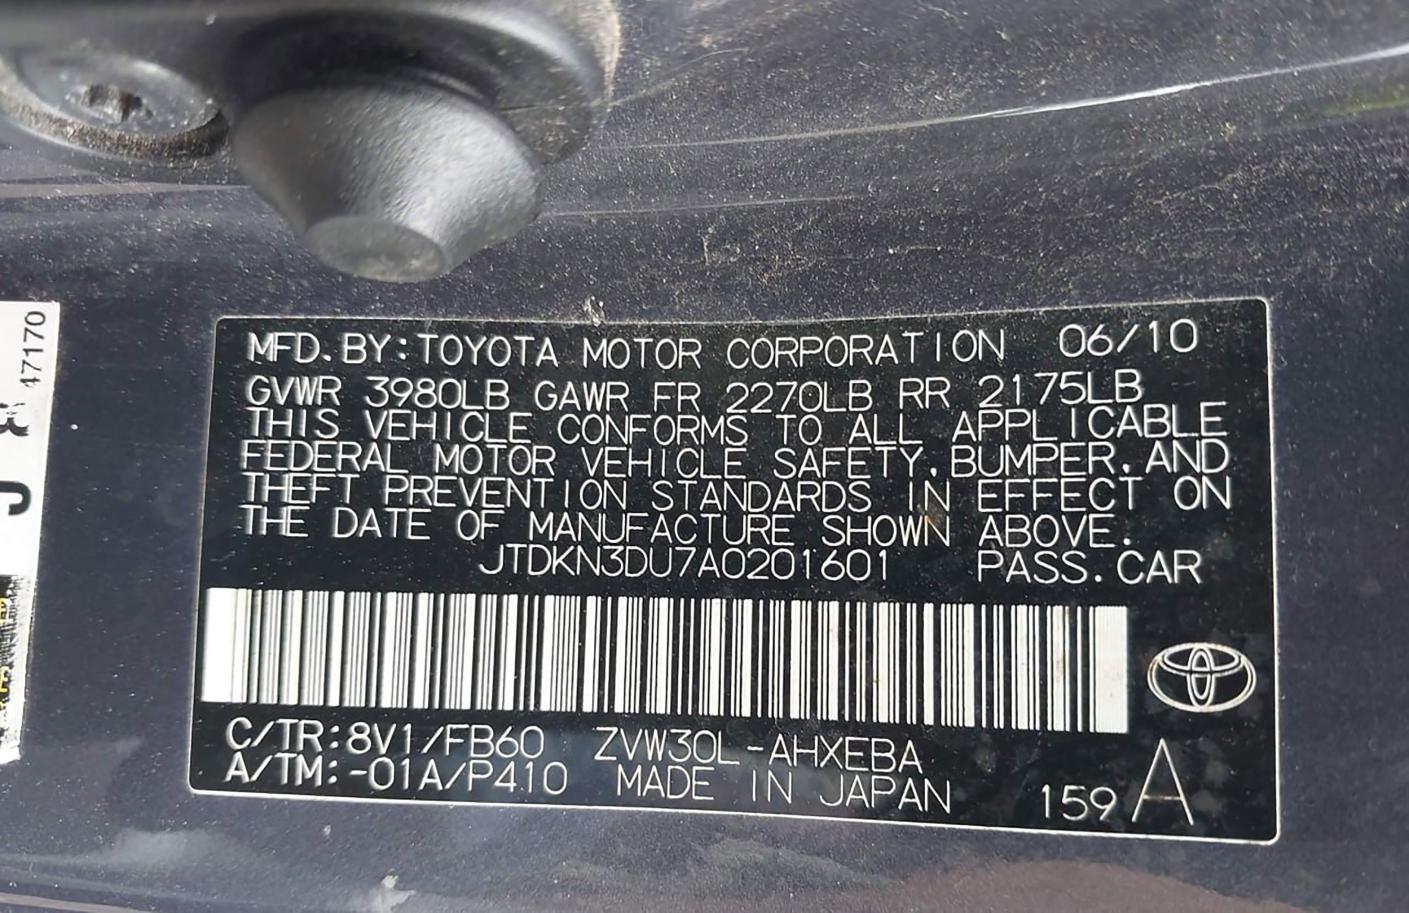 MFD. BY: TOYOTA MOTOR CORPORATION 06/10
GVWR 3980LB GAWR FR 2270LB RR 2175LB
THIS VEHICLE CONFORMS TO ALL APPLICABLE
FEDERAL MOTOR VEHICLE SAFETY, BUMPER, AND
THEFT PREVENTION STANDARDS IN EFFECT ON
THE DATE OF MANUFACTURE SHOWN ABOVE.
JTDKN3DU7A0201601 PASS. CAR
C/TR: 8V1/FB60 ZVW30L-AHXEBA
A/TM: -01A/P410 MADE IN JAPAN 159 A
47170